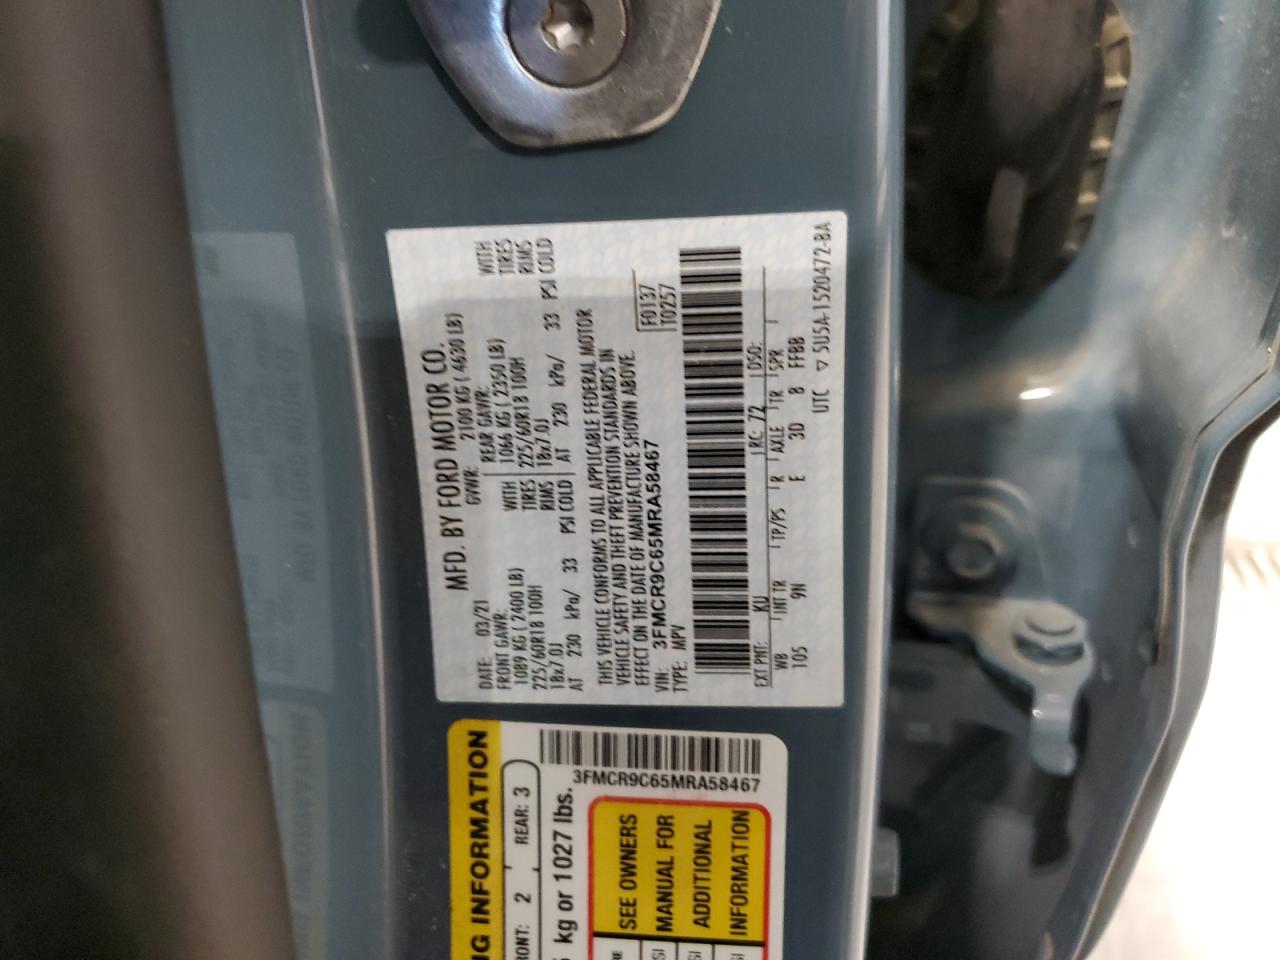 MFD. BY FORD MOTOR CO.
DATE: 03/21 GVWR: 2100 KG ( 4630 LB)
FRONT GAWR: REAR GAWR:
1089 KG ( 2400 LB) WITH 1066 KG ( 2350 LB) WITH
225/60R18 100H TIRES 225/60R18 100H TIRES
18x7.0J RIMS 18x7.0J RIMS
AT 230 kPa/ 33 PSI COLD AT 230 kPa/ 33 PSI COLD
THIS VEHICLE CONFORMS TO ALL APPLICABLE FEDERAL MOTOR
VEHICLE SAFETY AND THEFT PREVENTION STANDARDS IN
EFFECT ON THE DATE OF MANUFACTURE SHOWN ABOVE.
VIN: 3FMCR9C65MRA58467 F0137
TYPE: MPV T0257
EXT PNT: KU RC: 72 DSO:
WB INT TR TP/PS R AXLE TR SPR
105 9N E 3D 8 FFBB
UTC ▽ 5U5A-1520472-BA
NG INFORMATION
RONT: 2 REAR: 3
kg or 1027 lbs.
3FMCR9C65MRA58467
SEE OWNERS
MANUAL FOR
ADDITIONAL
INFORMATION